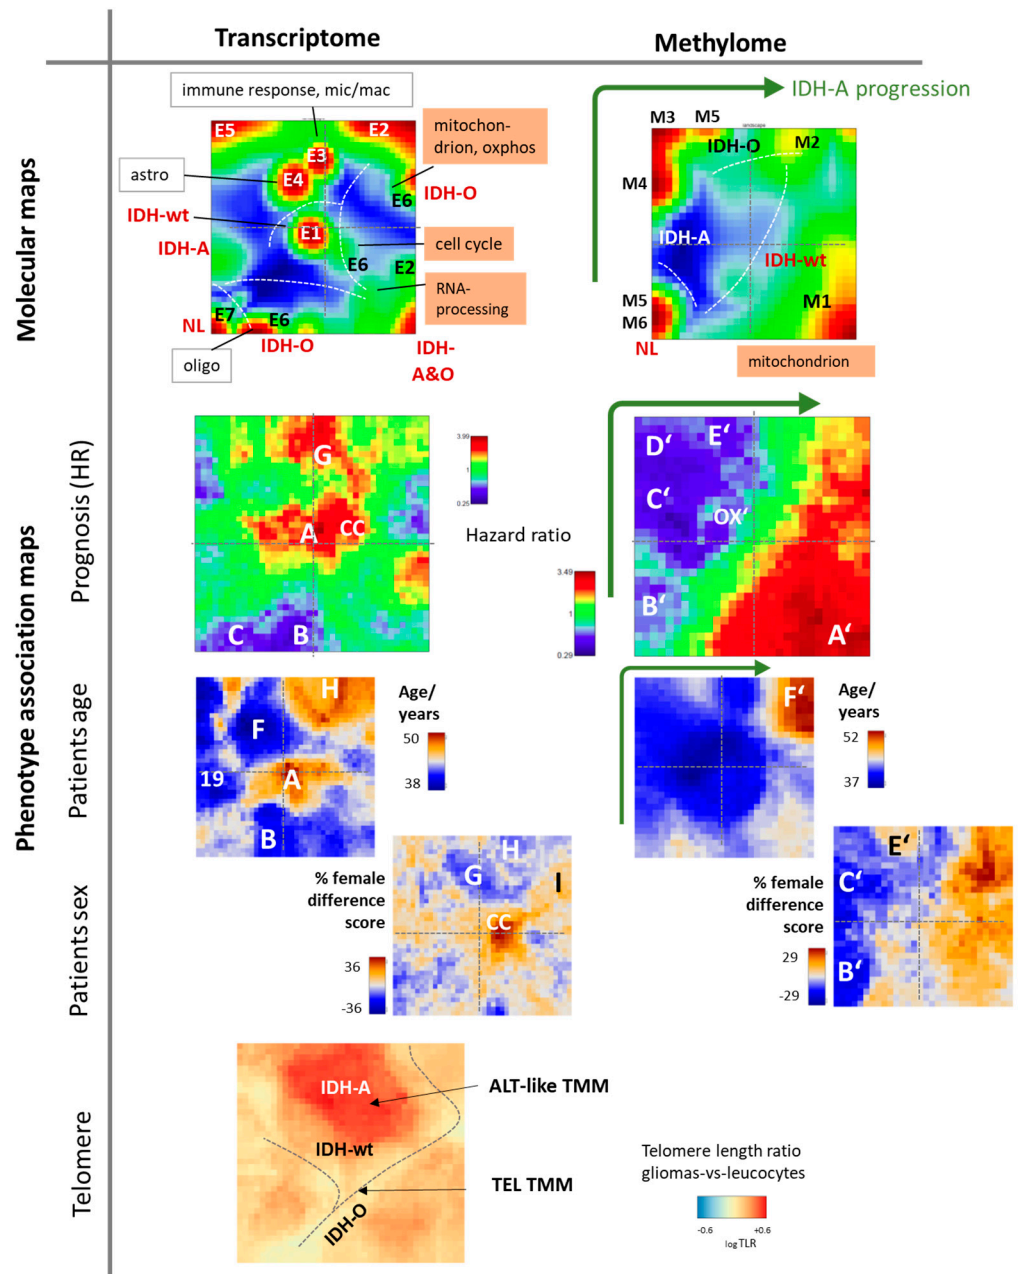 Transcriptome
Methylome
Molecular maps
immune response, mic/mac
IDH-A progression
E5
E2
mitochon-
drion, oxphos
E3
astro
E4
E6
IDH-O
IDH-wt
E1
IDH-A
cell cycle
E6
E2
RNA-
processing
E7
E6
NL
IDH-O
oligo
IDH-
A&O
M3
M5
landscape
IDH-O
M2
M4
IDH-A
IDH-wt
M5
M1
M6
NL
mitochondrion
Phenotype association maps
Prognosis (HR)
G
A
CC
C
B
3.99
1
0.25
Hazard ratio
3.49
1
0.29
D‘
E‘
C‘
OX‘
B‘
A‘
Patients age
H
F
19
A
B
Age/
years
50
38
F‘
Age/
years
52
37
Patients sex
% female
difference
score
36
-36
H
G
I
CC
% female
difference
score
29
-29
E‘
C‘
B‘
Telomere
IDH-A
ALT-like TMM
IDH-wt
TEL TMM
IDH-O
Telomere length ratio
gliomas-vs-leucocytes
-0.6
+0.6
log TLR